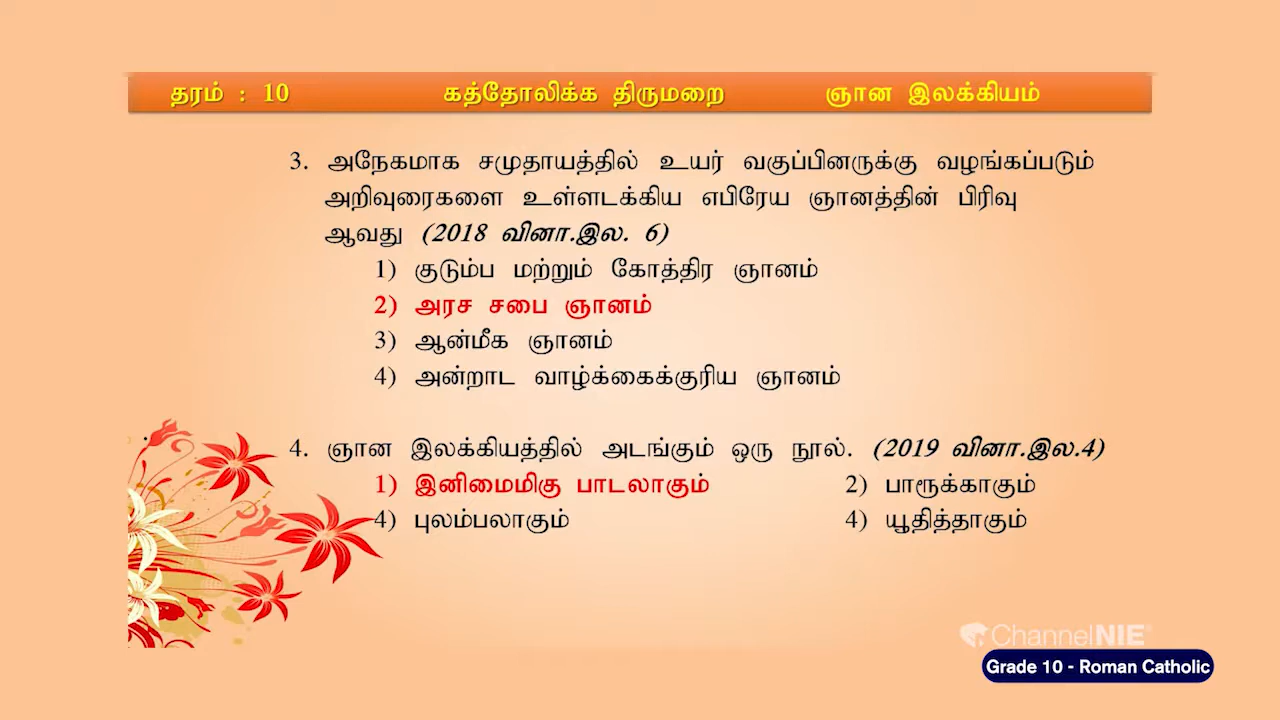 தரம் : 10 கத்தோலிக்க திருமறை ஞான இலக்கியம்
3. அநேகமாக சமுதாயத்தில் உயர் வகுப்பினருக்கு வழங்கப்படும்
அறிவுரைகளை உள்ளடக்கிய எபிரேய ஞானத்தின் பிரிவு
ஆவது (2018 வினா.இல. 6)
1) குடும்ப மற்றும் கோத்திர ஞானம்
2) அரச சபை ஞானம்
3) ஆன்மீக ஞானம்
4) அன்றாட வாழ்க்கைக்குரிய ஞானம்
4. ஞான இலக்கியத்தில் அடங்கும் ஒரு நூல். (2019 வினா.இல.4)
1) இனிமைமிகு பாடலாகும் 2) பாரூக்காகும்
4) புலம்பலாகும் 4) யூதித்தாகும்
ChannelNIE
Grade 10 - Roman Catholic